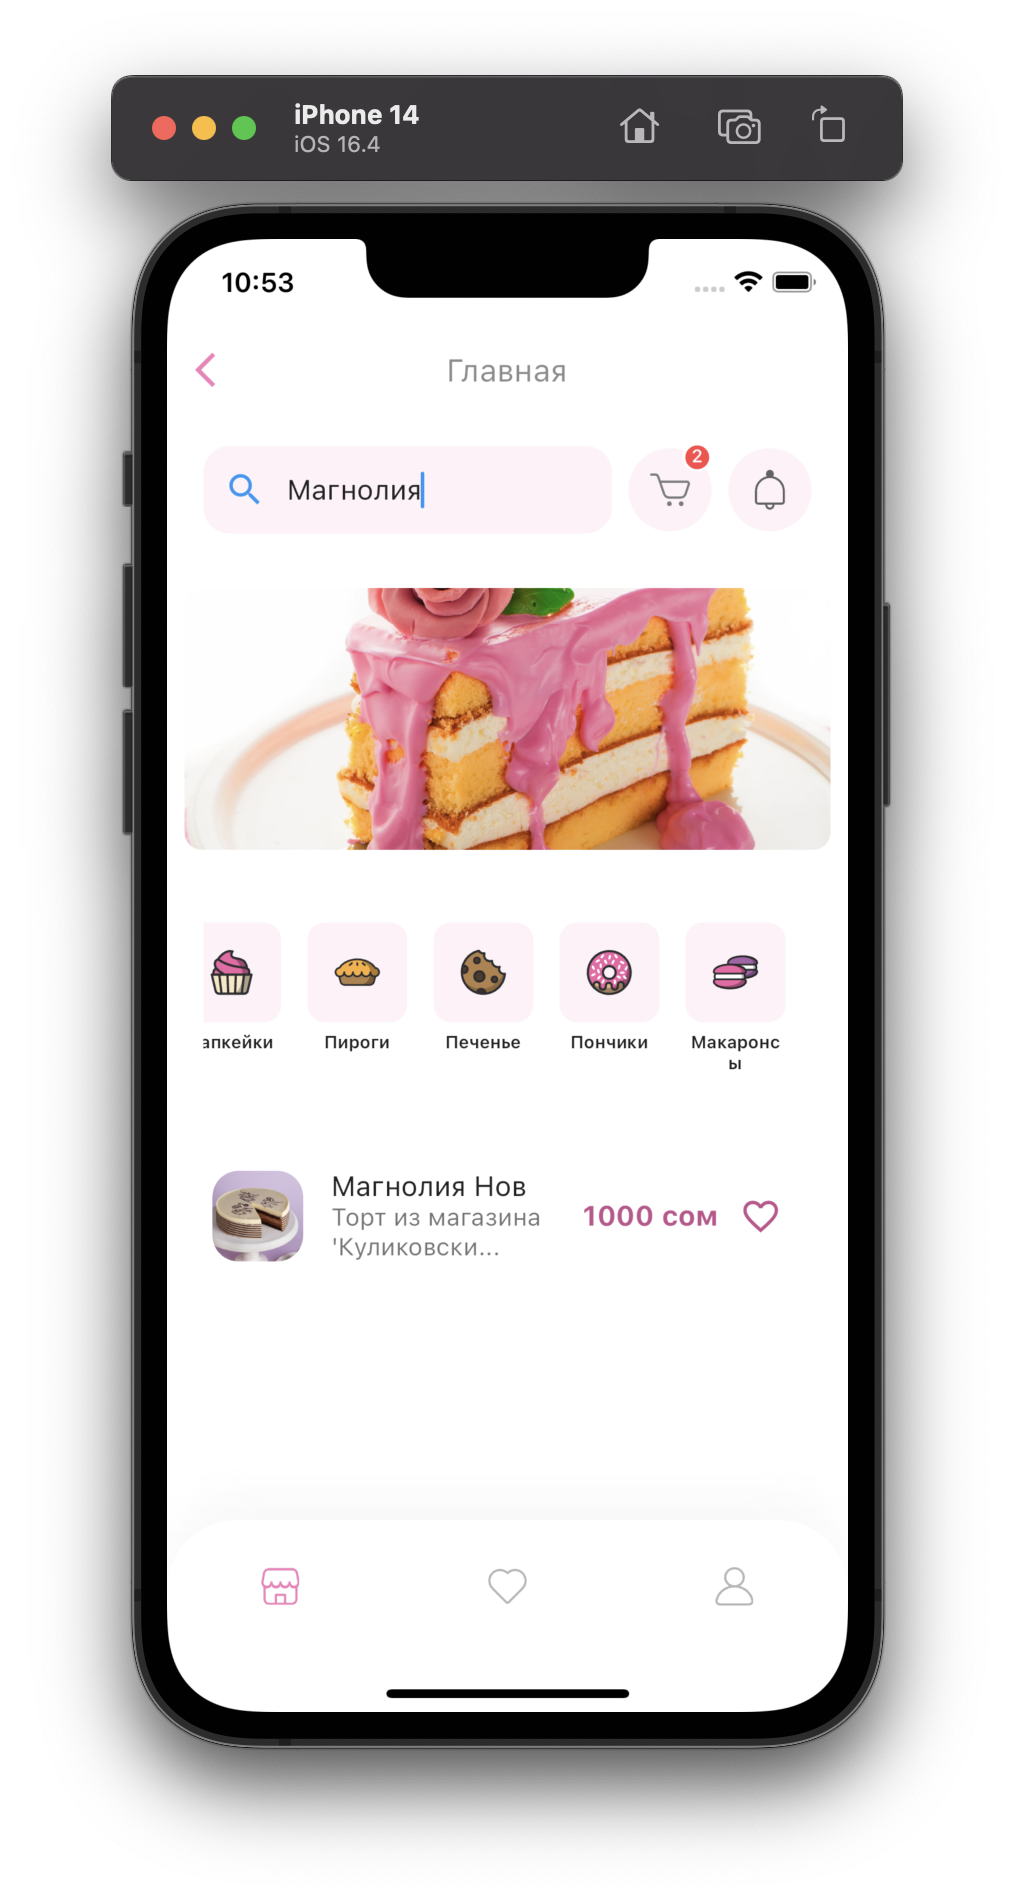 iPhone 14
iOS 16.4
10:53
Главная
Магнолия
2
апкейки
Пироги
Печенье
Пончики
Макаронс
ы
Магнолия Нов
Торт из магазина
'Куликовски...
1000 сом